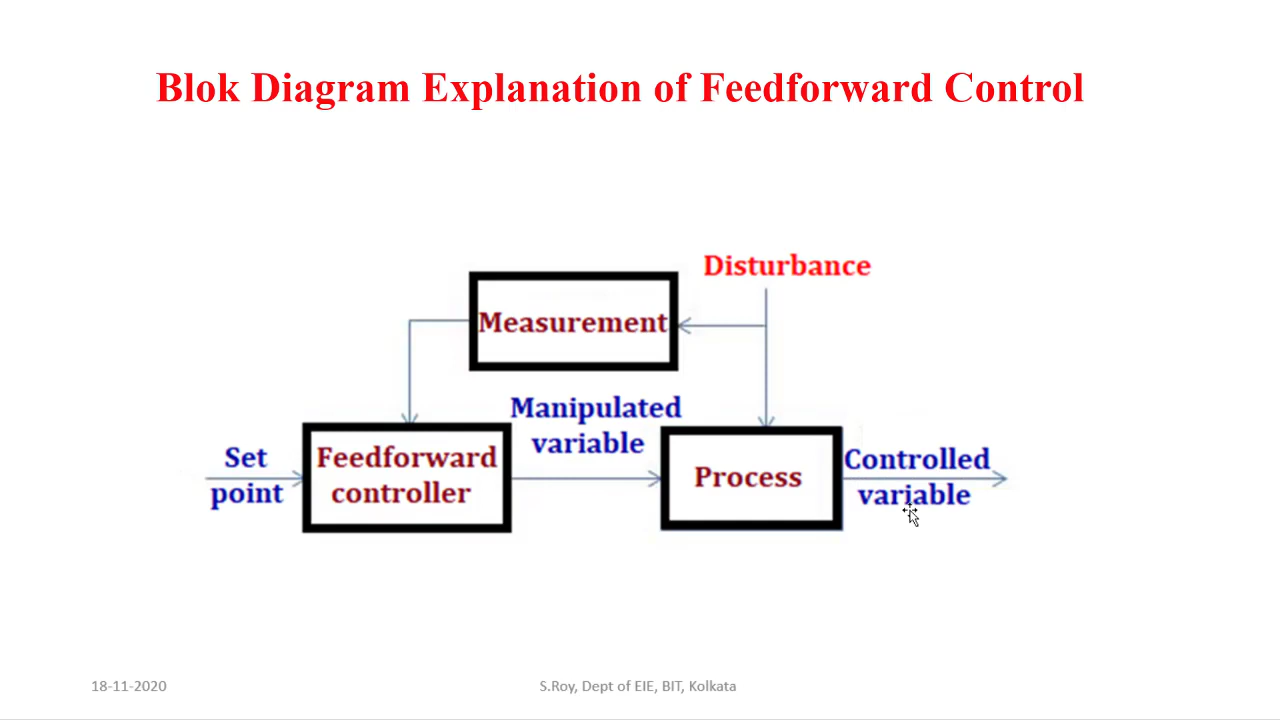 Blok Diagram Explanation of Feedforward Control
Disturbance
Measurement
Manipulated
variable
Set
point
Feedforward
controller
Process
Controlled
variable
18-11-2020
S.Roy, Dept of EIE, BIT, Kolkata